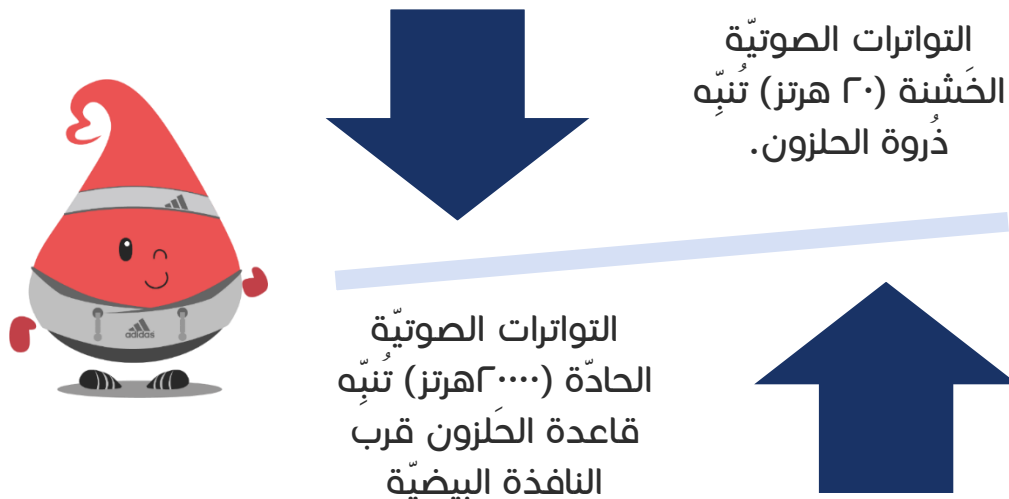 التواترات الصوتيّة
الخَشنة (٢٠ هرتز) تُنبِّه
ذُروة الحلزون.
التواترات الصوتيّة
الحادّة (٢٠٠٠٠هرتز) تُنبِّه
قاعدة الحَلزون قرب
النافذة البيضيّة
adidas